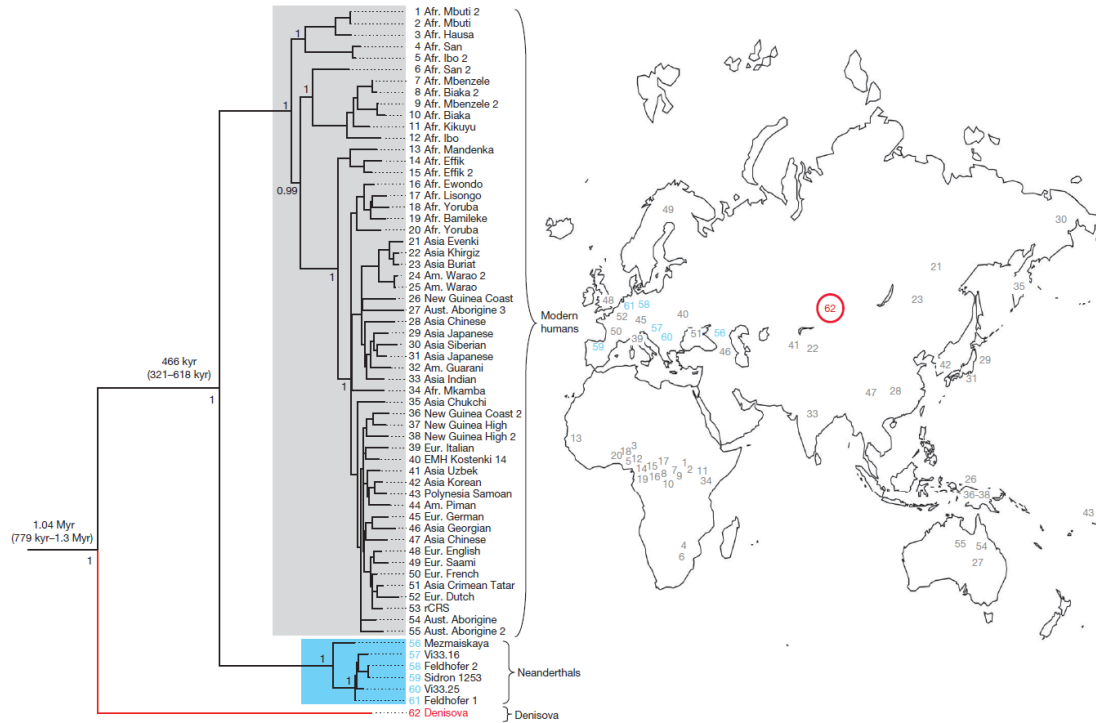 1 Afr. Mbuti 2
2 Afr. Mbuti
3 Afr. Hausa
4 Afr. San
5 Afr. Ibo 2
6 Afr. San 2
7 Afr. Mbenzele
8 Afr. Biaka 2
9 Afr. Mbenzele 2
10 Afr. Biaka
11 Afr. Kikuyu
12 Afr. Ibo
13 Afr. Mandenka
14 Afr. Effik
15 Afr. Effik 2
16 Afr. Ewondo
17 Afr. Lisongo
18 Afr. Yoruba
19 Afr. Bamileke
20 Afr. Yoruba
21 Asia Evenki
22 Asia Khirgiz
23 Asia Buriat
24 Am. Warao 2
25 Am. Warao
26 New Guinea Coast
27 Aust. Aborigine 3
28 Asia Chinese
29 Asia Japanese
30 Asia Siberian
31 Asia Japanese
32 Am. Guarani
33 Asia Indian
34 Afr. Mkamba
35 Asia Chukchi
36 New Guinea Coast 2
37 New Guinea High
38 New Guinea High 2
39 Eur. Italian
40 EMH Kostenki 14
41 Asia Uzbek
42 Asia Korean
43 Polynesia Samoan
44 Am. Piman
45 Eur. German
46 Asia Georgian
47 Asia Chinese
48 Eur. English
49 Eur. Saami
50 Eur. French
51 Asia Crimean Tatar
52 Eur. Dutch
53 rCRS
54 Aust. Aborigine
55 Aust. Aborigine 2
56 Mezmaiskaya
57 Vi33.16
58 Feldhofer 2
59 Sidron 1253
60 Vi33.25
61 Feldhofer 1
62 Denisova
Modern
humans
Neanderthals
Denisova
1
1
1
0.99
1
1
466 kyr
(321–618 kyr)
1
1.04 Myr
(779 kyr–1.3 Myr)
1
1
1
49
30
21
35
23
48
61
58
62
52
45
40
57
56
50
51
60
59
39
46
41
22
42
29
31
47
28
33
13
3
18
20
12
5
17
1
15
14
2
7
8
16
9
11
19
10
34
4
6
26
36–38
43
55
54
27